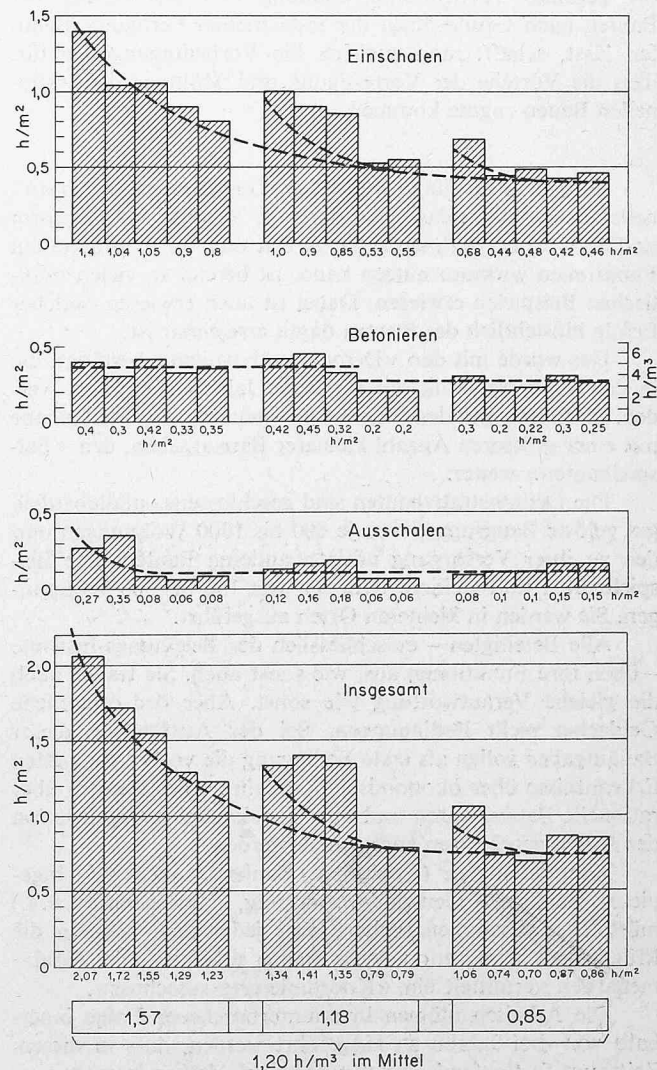 1,5
Einschalen
h/m²
1,0
0,5
0
1,4 1,04 1,05 0,9 0,8 1,0 0,9 0,85 0,53 0,55 0,68 0,44 0,48 0,42 0,46 h/m²
Betonieren
0,5
h/m²
0
6
4
2
0
h/m³
0,4 0,3 0,42 0,33 0,35 0,42 0,45 0,32 0,2 0,2 0,3 0,2 0,22 0,3 0,25
h/m² h/m² h/m²
Ausschalen
0,5
h/m²
0
0,27 0,35 0,08 0,06 0,08 0,12 0,16 0,18 0,06 0,06 0,08 0,1 0,1 0,15 0,15 h/m²
Insgesamt
2,0
1,5
h/m²
1,0
0,5
0
2,07 1,72 1,55 1,29 1,23 1,34 1,41 1,35 0,79 0,79 1,06 0,74 0,70 0,87 0,86 h/m²
1,57 1,18 0,85
1,20 h/m³ im Mittel